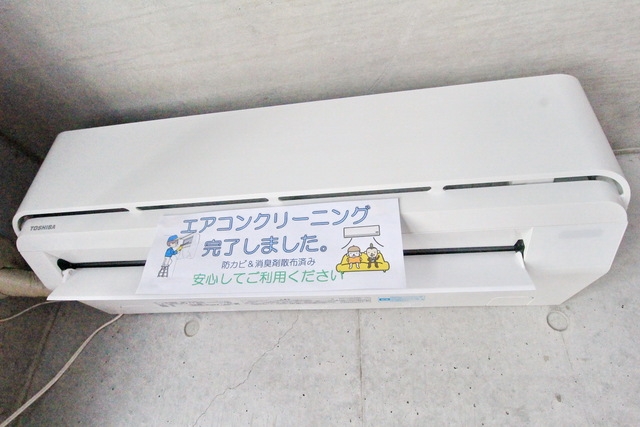 TOSHIBA
エアコンクリーニング
完了しました。
防カビ&消臭剤散布済み
安心してご利用ください